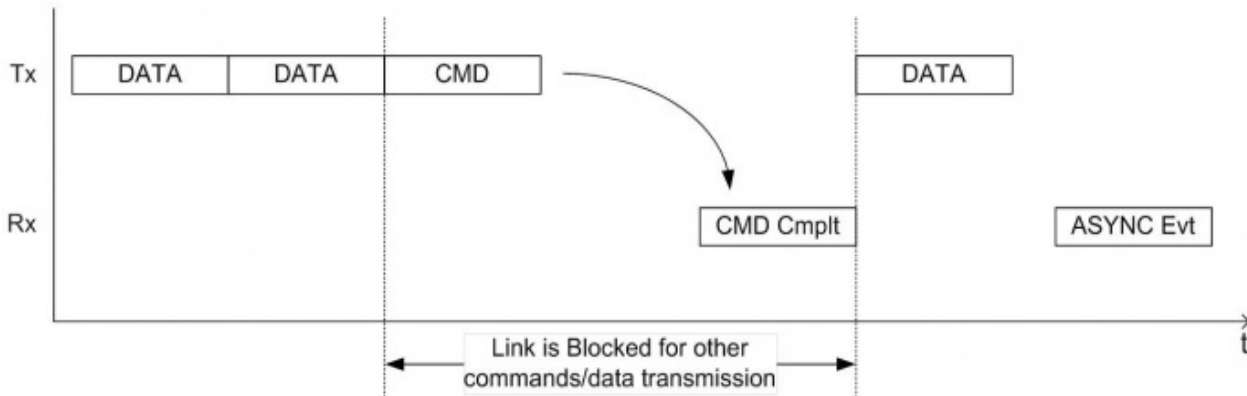 Tx DATA DATA CMD DATA
Rx CMD Cmplt ASYNC Evt
t
Link is Blocked for other
commands/data transmission